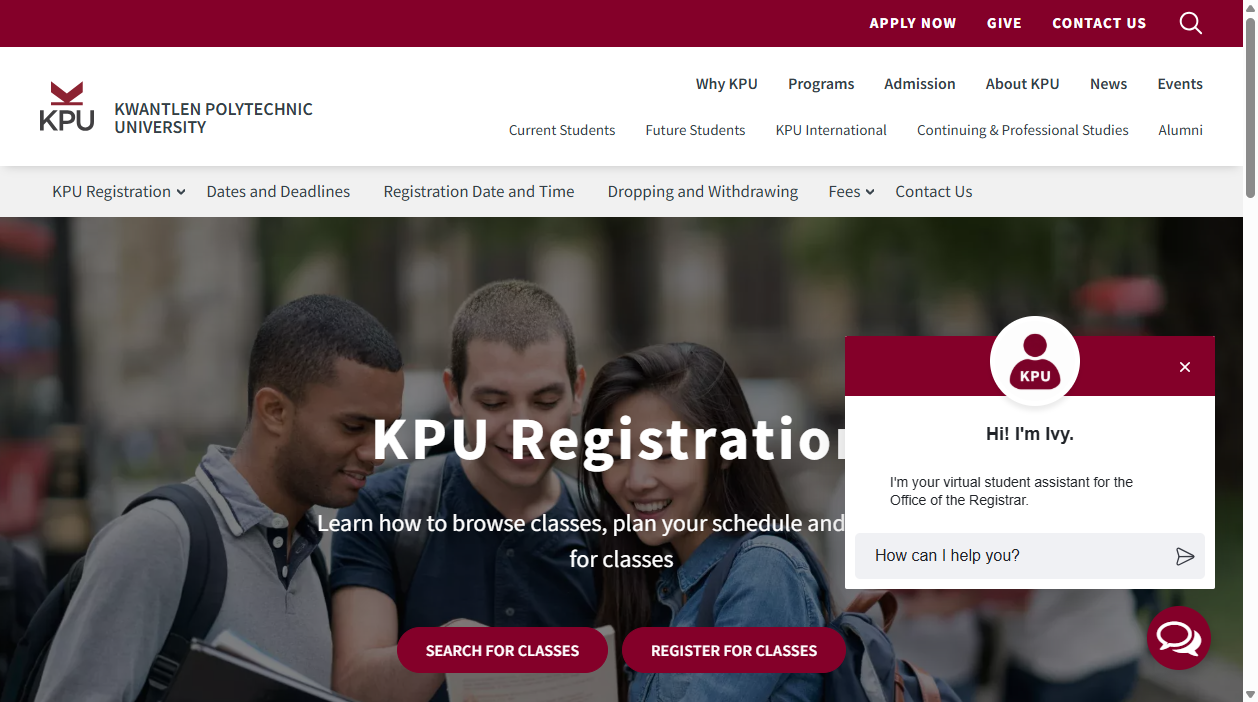 APPLY NOW GIVE CONTACT US
Why KPU Programs Admission About KPU News Events
KPU
KWANTLEN POLYTECHNIC
UNIVERSITY
Current Students Future Students KPU International Continuing & Professional Studies Alumni
KPU Registration Dates and Deadlines Registration Date and Time Dropping and Withdrawing Fees Contact Us
KPU Registration
Learn how to browse classes, plan your schedule and
for classes
SEARCH FOR CLASSES REGISTER FOR CLASSES
KPU
Hi! I'm Ivy.
I'm your virtual student assistant for the
Office of the Registrar.
How can I help you?